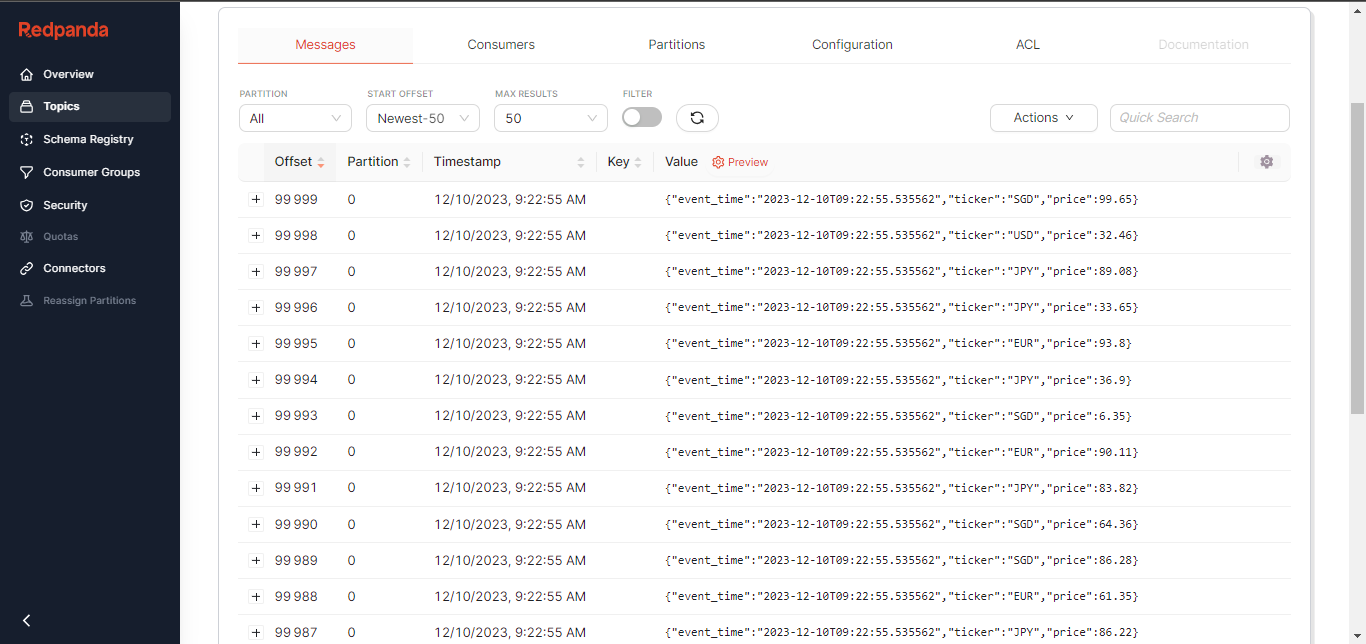 Redpanda
Overview
Topics
Schema Registry
Consumer Groups
Security
Quotas
Connectors
Reassign Partitions
Messages Consumers Partitions Configuration ACL Documentation
PARTITION START OFFSET MAX RESULTS FILTER
All Newest-50 50 Actions Quick Search
Offset Partition Timestamp Key Value Preview
99 999 0 12/10/2023, 9:22:55 AM {"event_time":"2023-12-10T09:22:55.535562","ticker":"SGD","price":99.65}
99 998 0 12/10/2023, 9:22:55 AM {"event_time":"2023-12-10T09:22:55.535562","ticker":"USD","price":32.46}
99 997 0 12/10/2023, 9:22:55 AM {"event_time":"2023-12-10T09:22:55.535562","ticker":"JPY","price":89.08}
99 996 0 12/10/2023, 9:22:55 AM {"event_time":"2023-12-10T09:22:55.535562","ticker":"JPY","price":33.65}
99 995 0 12/10/2023, 9:22:55 AM {"event_time":"2023-12-10T09:22:55.535562","ticker":"EUR","price":93.8}
99 994 0 12/10/2023, 9:22:55 AM {"event_time":"2023-12-10T09:22:55.535562","ticker":"JPY","price":36.9}
99 993 0 12/10/2023, 9:22:55 AM {"event_time":"2023-12-10T09:22:55.535562","ticker":"SGD","price":6.35}
99 992 0 12/10/2023, 9:22:55 AM {"event_time":"2023-12-10T09:22:55.535562","ticker":"EUR","price":90.11}
99 991 0 12/10/2023, 9:22:55 AM {"event_time":"2023-12-10T09:22:55.535562","ticker":"JPY","price":83.82}
99 990 0 12/10/2023, 9:22:55 AM {"event_time":"2023-12-10T09:22:55.535562","ticker":"SGD","price":64.36}
99 989 0 12/10/2023, 9:22:55 AM {"event_time":"2023-12-10T09:22:55.535562","ticker":"SGD","price":86.28}
99 988 0 12/10/2023, 9:22:55 AM {"event_time":"2023-12-10T09:22:55.535562","ticker":"EUR","price":61.35}
99 987 0 12/10/2023, 9:22:55 AM {"event_time":"2023-12-10T09:22:55.535562","ticker":"JPY","price":86.22}